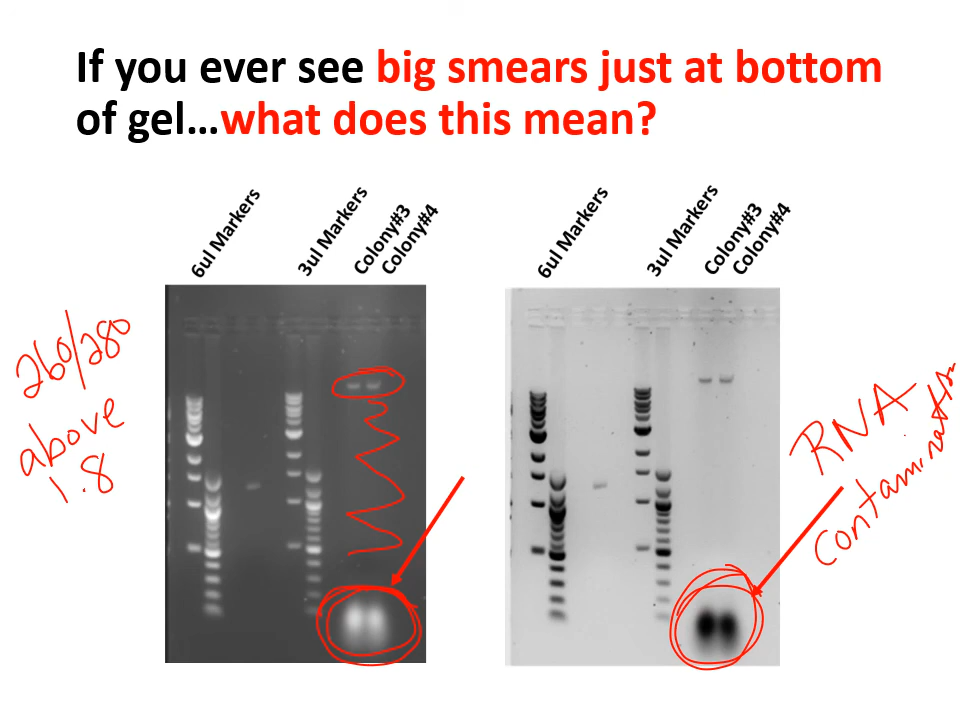 If you ever see big smears just at bottom
of gel…what does this mean?
6ul Markers
3ul Markers
Colony#3
Colony#4
6ul Markers
3ul Markers
Colony#3
Colony#4
260/280
above
1.8
RNA
Contamination